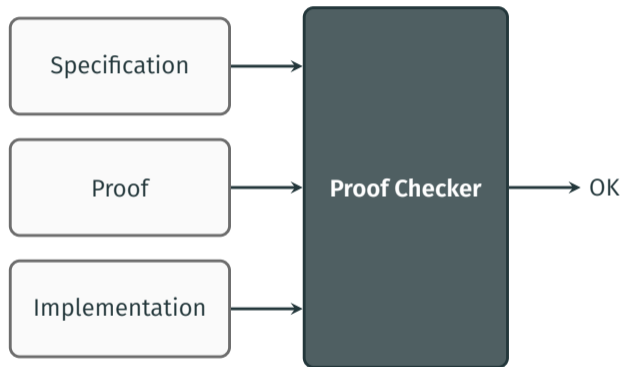 Specification
Proof
Implementation
Proof Checker
OK